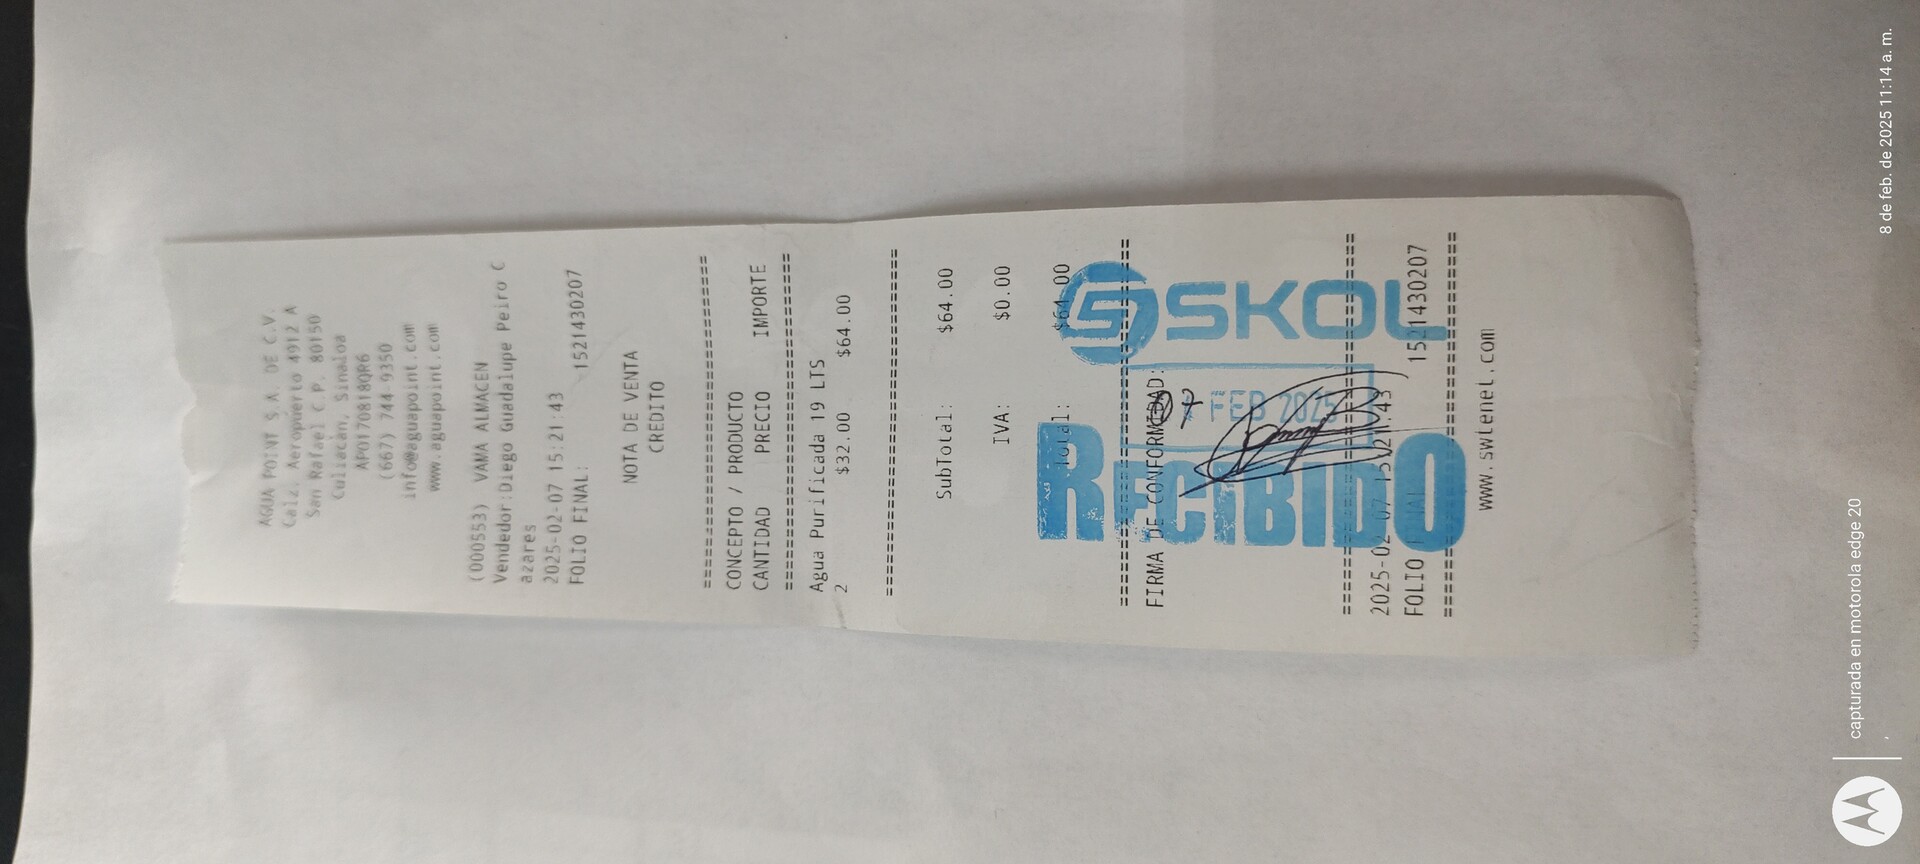 AGUA POINT S.A. DE C.V.
Calz. Aeropuerto 4912 A
San Rafael C.P. 80150
Culiacán, Sinaloa
APO170818QR6
(667) 744 9350
info@aguapoint.com
www.aguapoint.com
(000553) VAMA ALMACEN
Vendedor:Diego Guadalupe Peiro C
azares
2025-02-07 15:21:43
FOLIO FINAL: 1521430207
NOTA DE VENTA
CREDITO
================================
CONCEPTO / PRODUCTO
CANTIDAD PRECIO IMPORTE
================================
Agua Purificada 19 LTS
2 $32.00 $64.00
================================
SubTotal: $64.00
IVA: $0.00
Total: $64.00
================================
FIRMA DE CONFORMIDAD:
SKOL
07
FEB 2025
RECIBIDO
================================
2025-02-07 15:21:43
FOLIO FINAL 1521430207
================================
www.swtenet.com
capturada en motorola edge 20
8 de feb. de 2025 11:14 a. m.